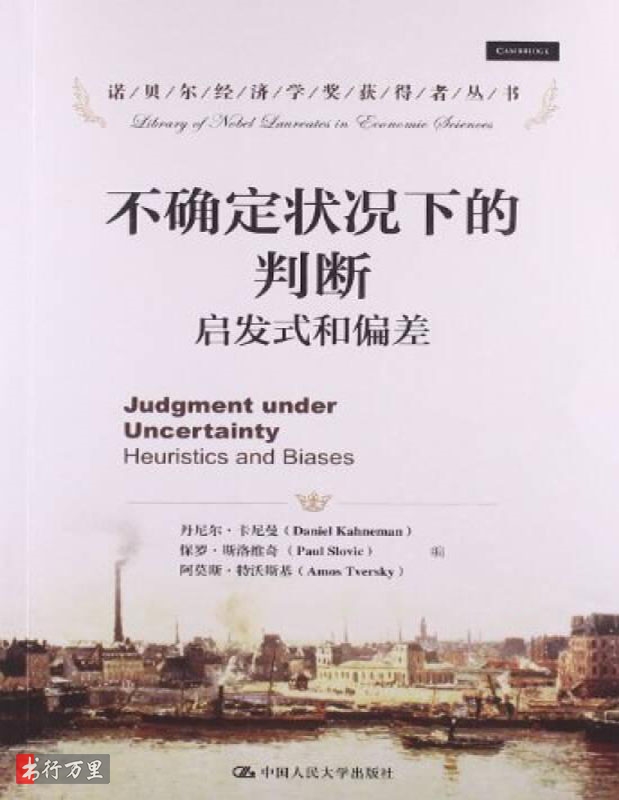 CAMBRIDGE
诺/贝/尔/经/济/学/奖/获/得/者/丛/书
Library of Nobel Laureates in Economic Sciences
不确定状况下的
判断
启发式和偏差
Judgment under
Uncertainty
Heuristics and Biases
丹尼尔·卡尼曼（Daniel Kahneman）
保罗·斯洛维奇（Paul Slovic） 编
阿莫斯·特沃斯基（Amos Tversky）
书行万里
中国人民大学出版社